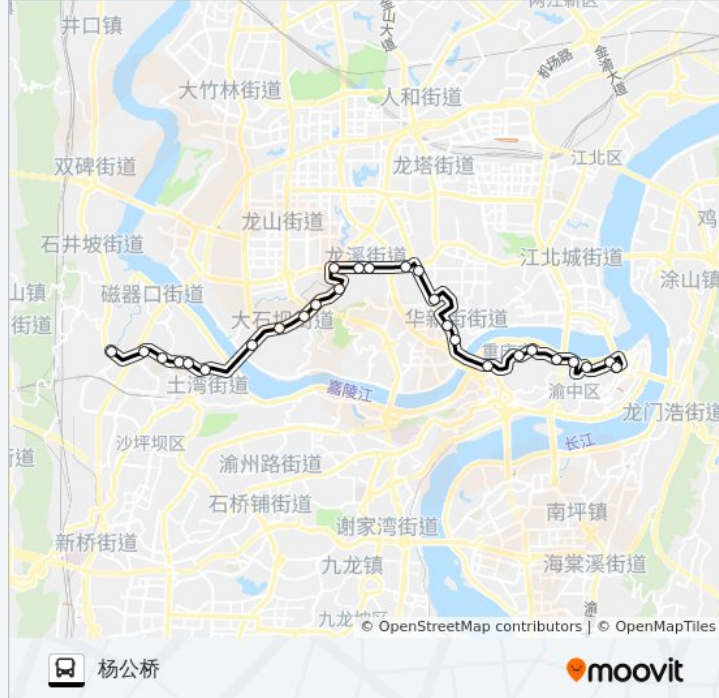 两江新区
井口镇
金山大道
机场路
金渝大道
大竹林街道
人和街道
双碑街道
龙塔街道
江北区
龙山街道
鸡
石井坡街道
龙溪街道
江北城街道
涂山镇
山镇
磁器口街道
街道
大石坝街道
华新街街道
重庆市
土湾街道
嘉陵江
渝中区
龙门浩街道
沙坪坝区
长江
街道
渝州路街道
石桥铺街道
南坪镇
谢家湾街道
新桥街道
九龙镇
海棠溪街道
九龙坡区
渝
© OpenStreetMap contributors | © OpenMapTiles
杨公桥
moovit